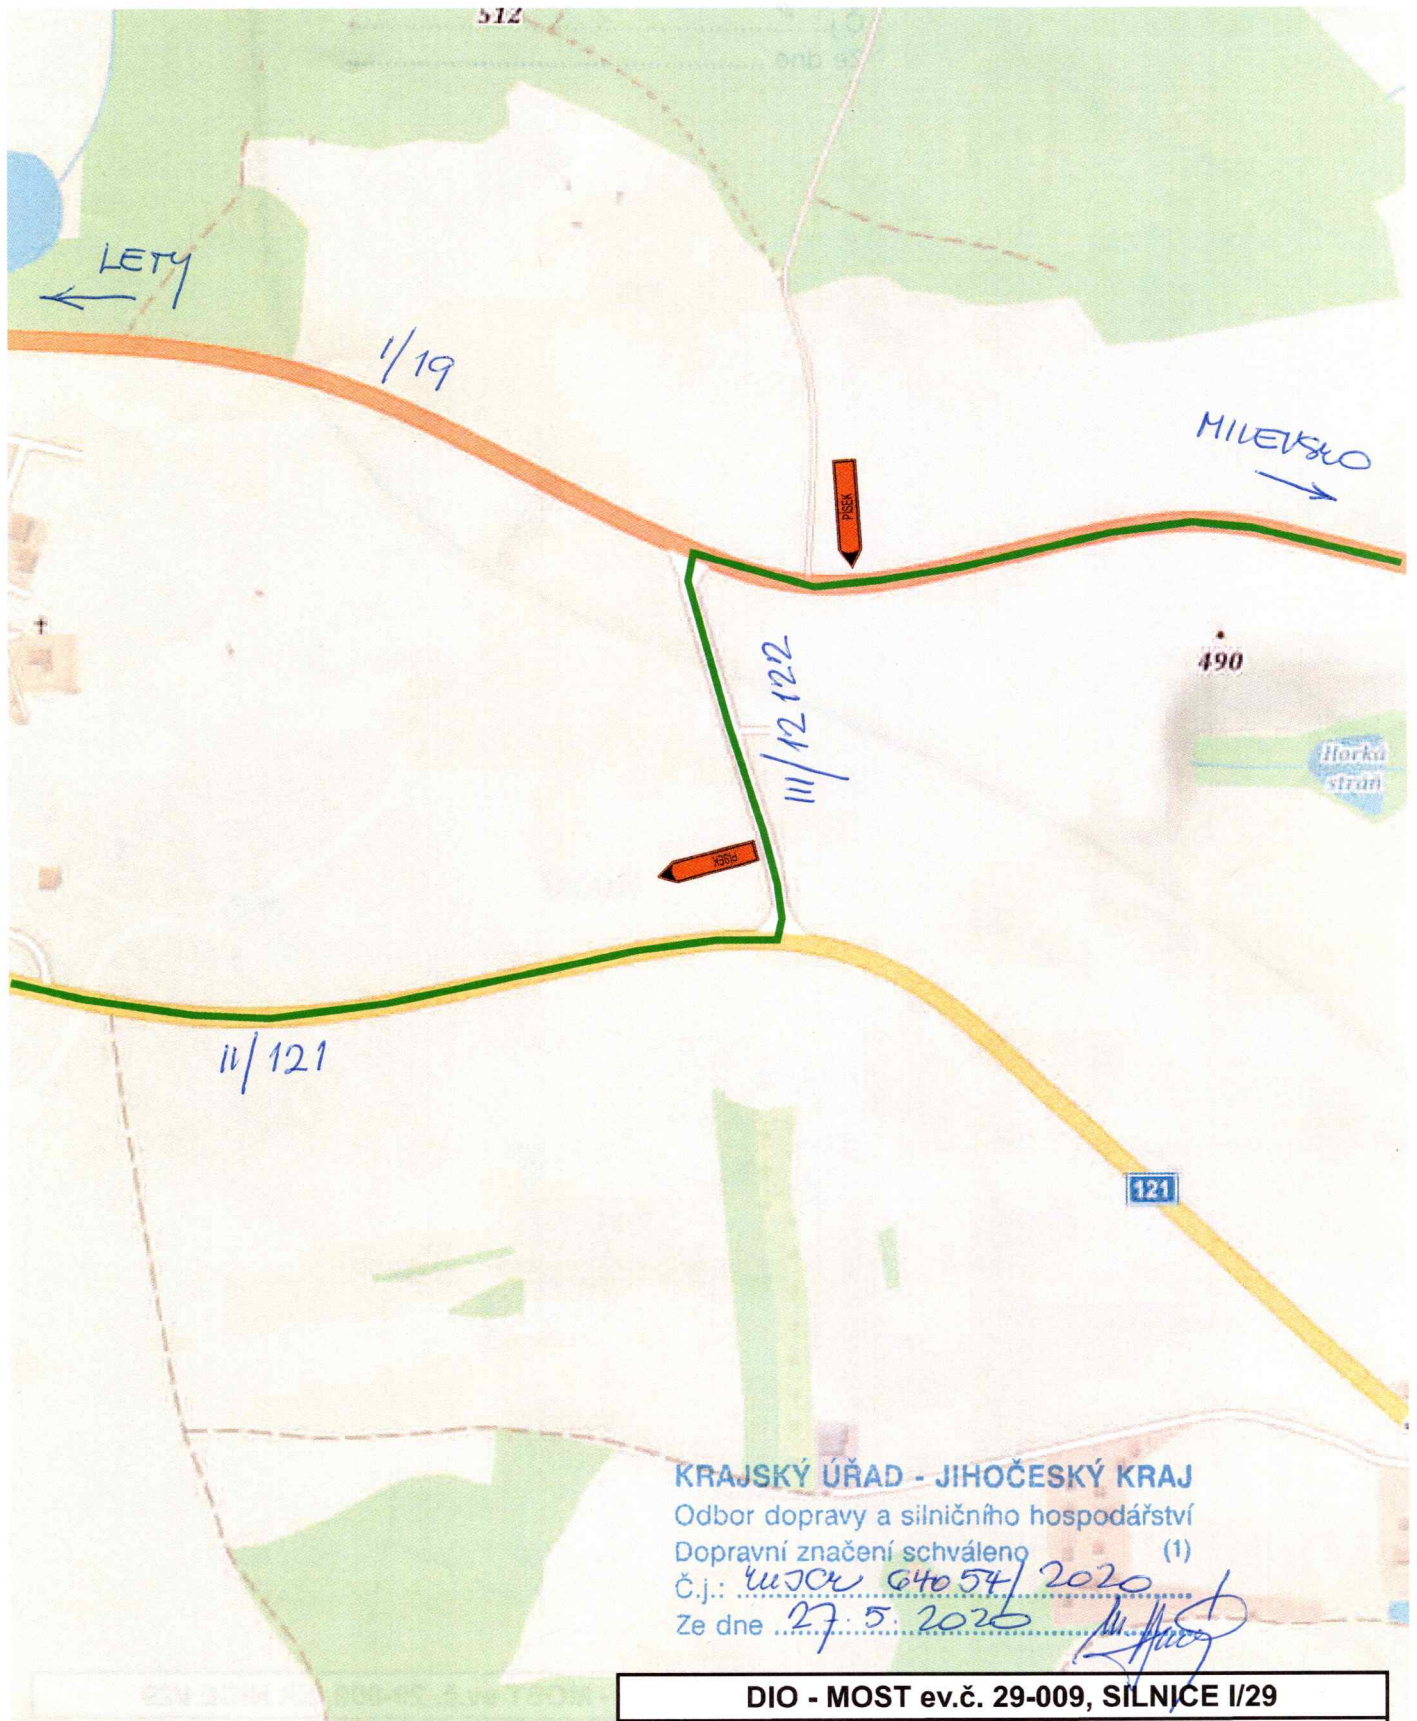 512
LETY
I/19
MILEVSKO
PÍSEK
490
III/12 122
Horká
stráň
PÍSEK
II/121
121
KRAJSKÝ ÚŘAD - JIHOČESKÝ KRAJ
Odbor dopravy a silničního hospodářství
Dopravní značení schváleno (1)
Č.j.: KUJCK 64054/2020
Ze dne 27. 5. 2020
DIO - MOST ev.č. 29-009, SILNICE I/29